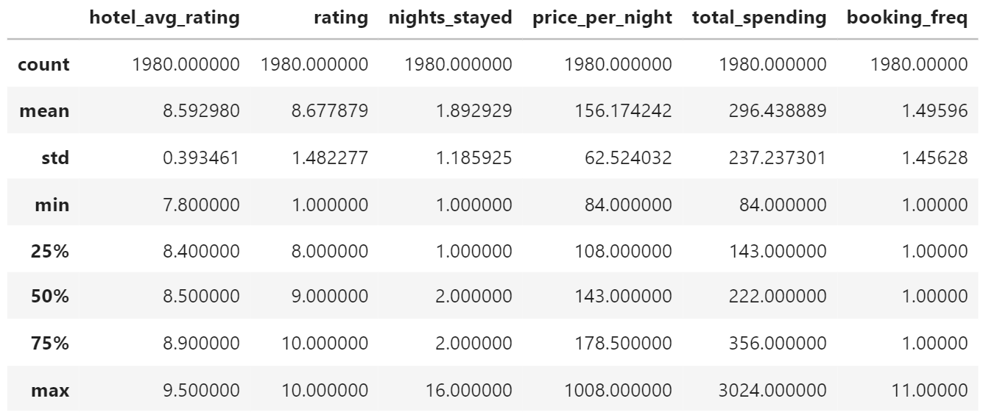 hotel_avg_rating rating nights_stayed price_per_night total_spending booking_freq
count 1980.000000 1980.000000 1980.000000 1980.000000 1980.000000 1980.00000
mean 8.592980 8.677879 1.892929 156.174242 296.438889 1.49596
std 0.393461 1.482277 1.185925 62.524032 237.237301 1.45628
min 7.800000 1.000000 1.000000 84.000000 84.000000 1.00000
25% 8.400000 8.000000 1.000000 108.000000 143.000000 1.00000
50% 8.500000 9.000000 2.000000 143.000000 222.000000 1.00000
75% 8.900000 10.000000 2.000000 178.500000 356.000000 1.00000
max 9.500000 10.000000 16.000000 1008.000000 3024.000000 11.00000